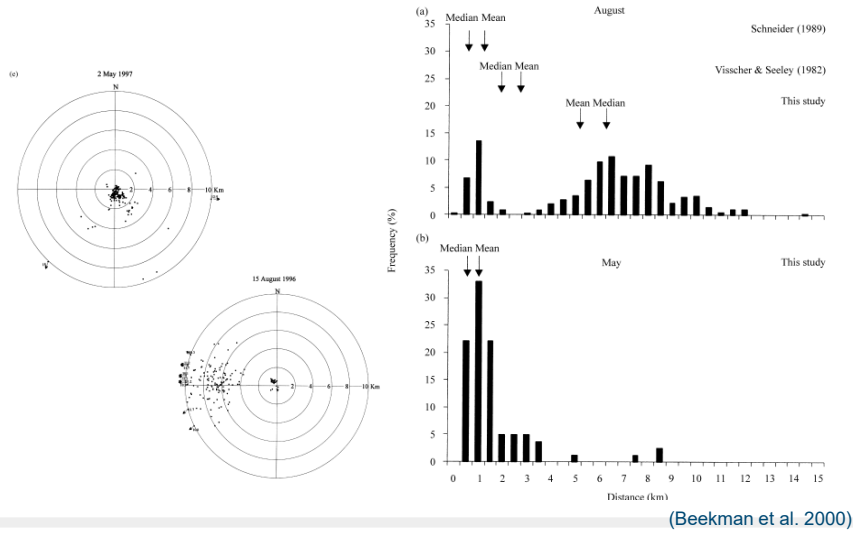 (c)
2 May 1997
N
2 4 6 8 10 Km
15 August 1996
N
2 4 6 8 10 Km
(a)
August
Median Mean
Schneider (1989)
Median Mean
Visscher & Seeley (1982)
Mean Median
This study
35
30
25
20
15
10
5
0
Frequency (%)
(b)
Median Mean
May
This study
35
30
25
20
15
10
5
0
0 1 2 3 4 5 6 7 8 9 10 11 12 13 14 15
Distance (km)
(Beekman et al. 2000)